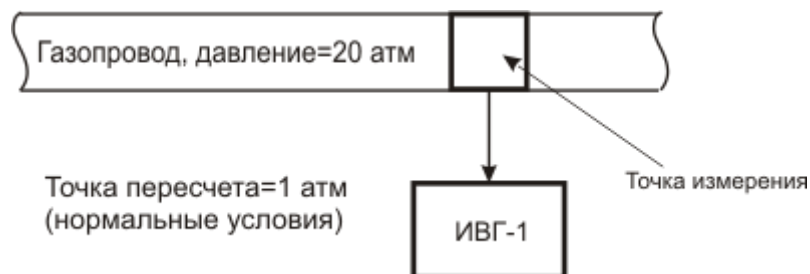 Газопровод, давление=20 атм
Точка измерения
Точка пересчета=1 атм
(нормальные условия)
ИВГ-1